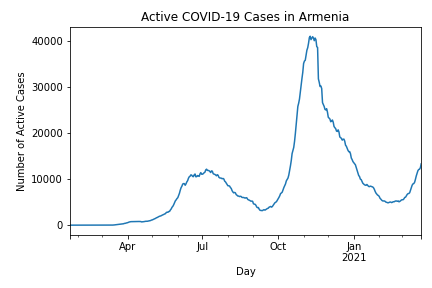 Active COVID-19 Cases in Armenia
40000
30000
20000
10000
0
Number of Active Cases
Apr
Jul
Oct
Jan
2021
Day